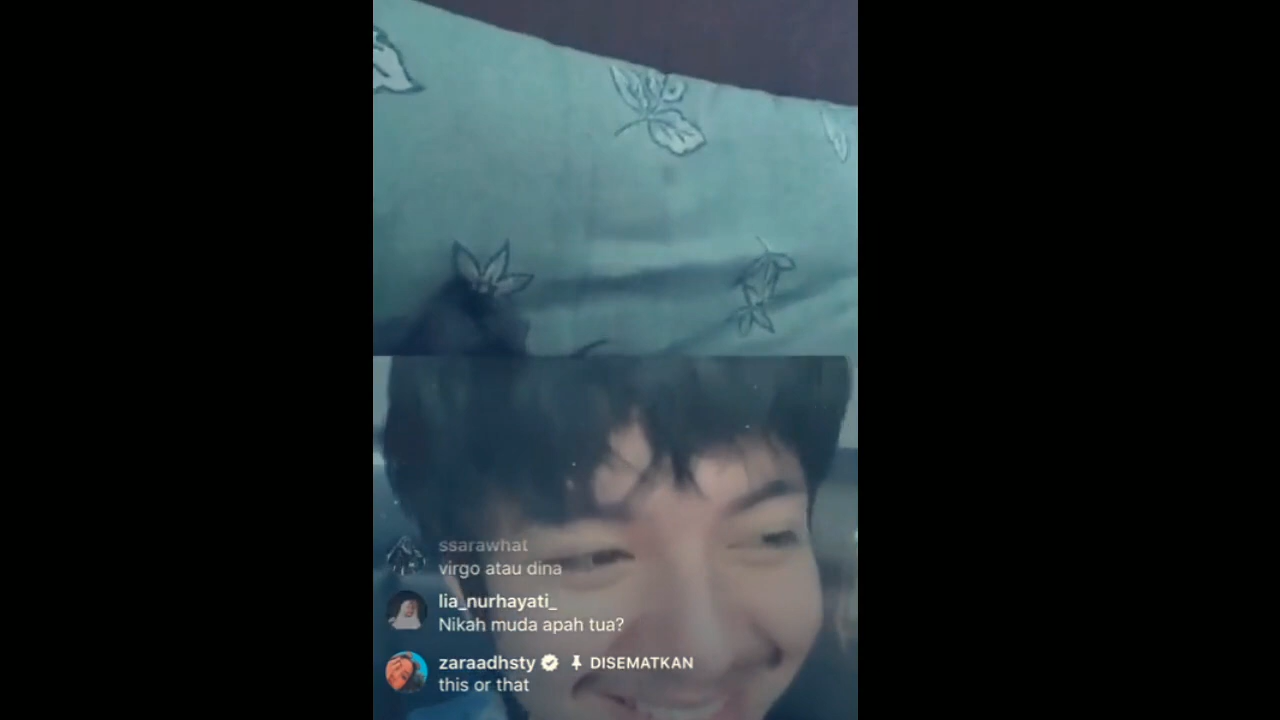 ssarawhat
virgo atau dina
lia_nurhayati_
Nikah muda apah tua?
zaraadhsty DISEMATKAN
this or that